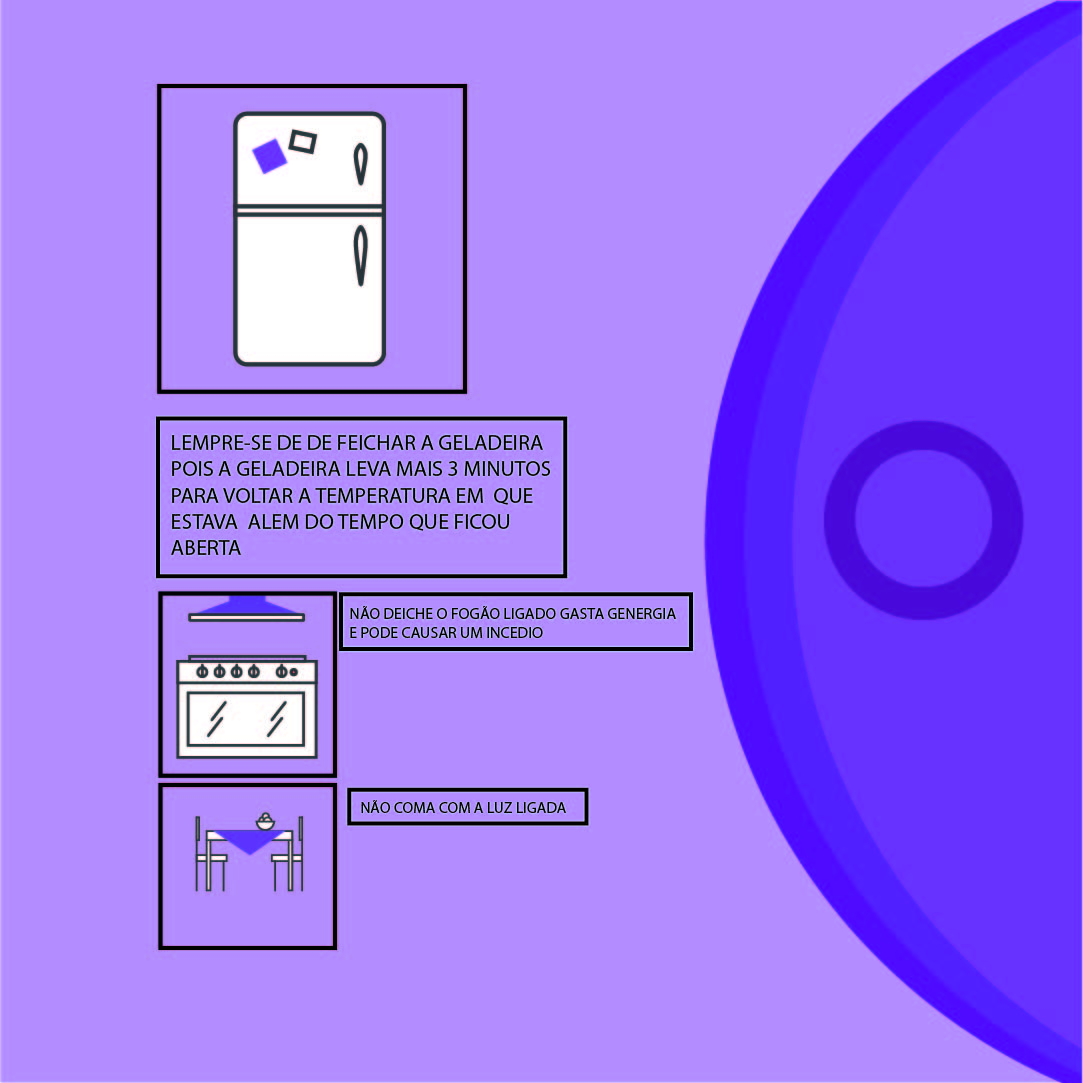 LEMPRE-SE DE DE FEICHAR A GELADEIRA
POIS A GELADEIRA LEVA MAIS 3 MINUTOS
PARA VOLTAR A TEMPERATURA EM  QUE
ESTAVA  ALEM DO TEMPO QUE FICOU
ABERTA
NÃO DEICHE O FOGÃO LIGADO GASTA GENERGIA
E PODE CAUSAR UM INCEDIO
NÃO COMA COM A LUZ LIGADA